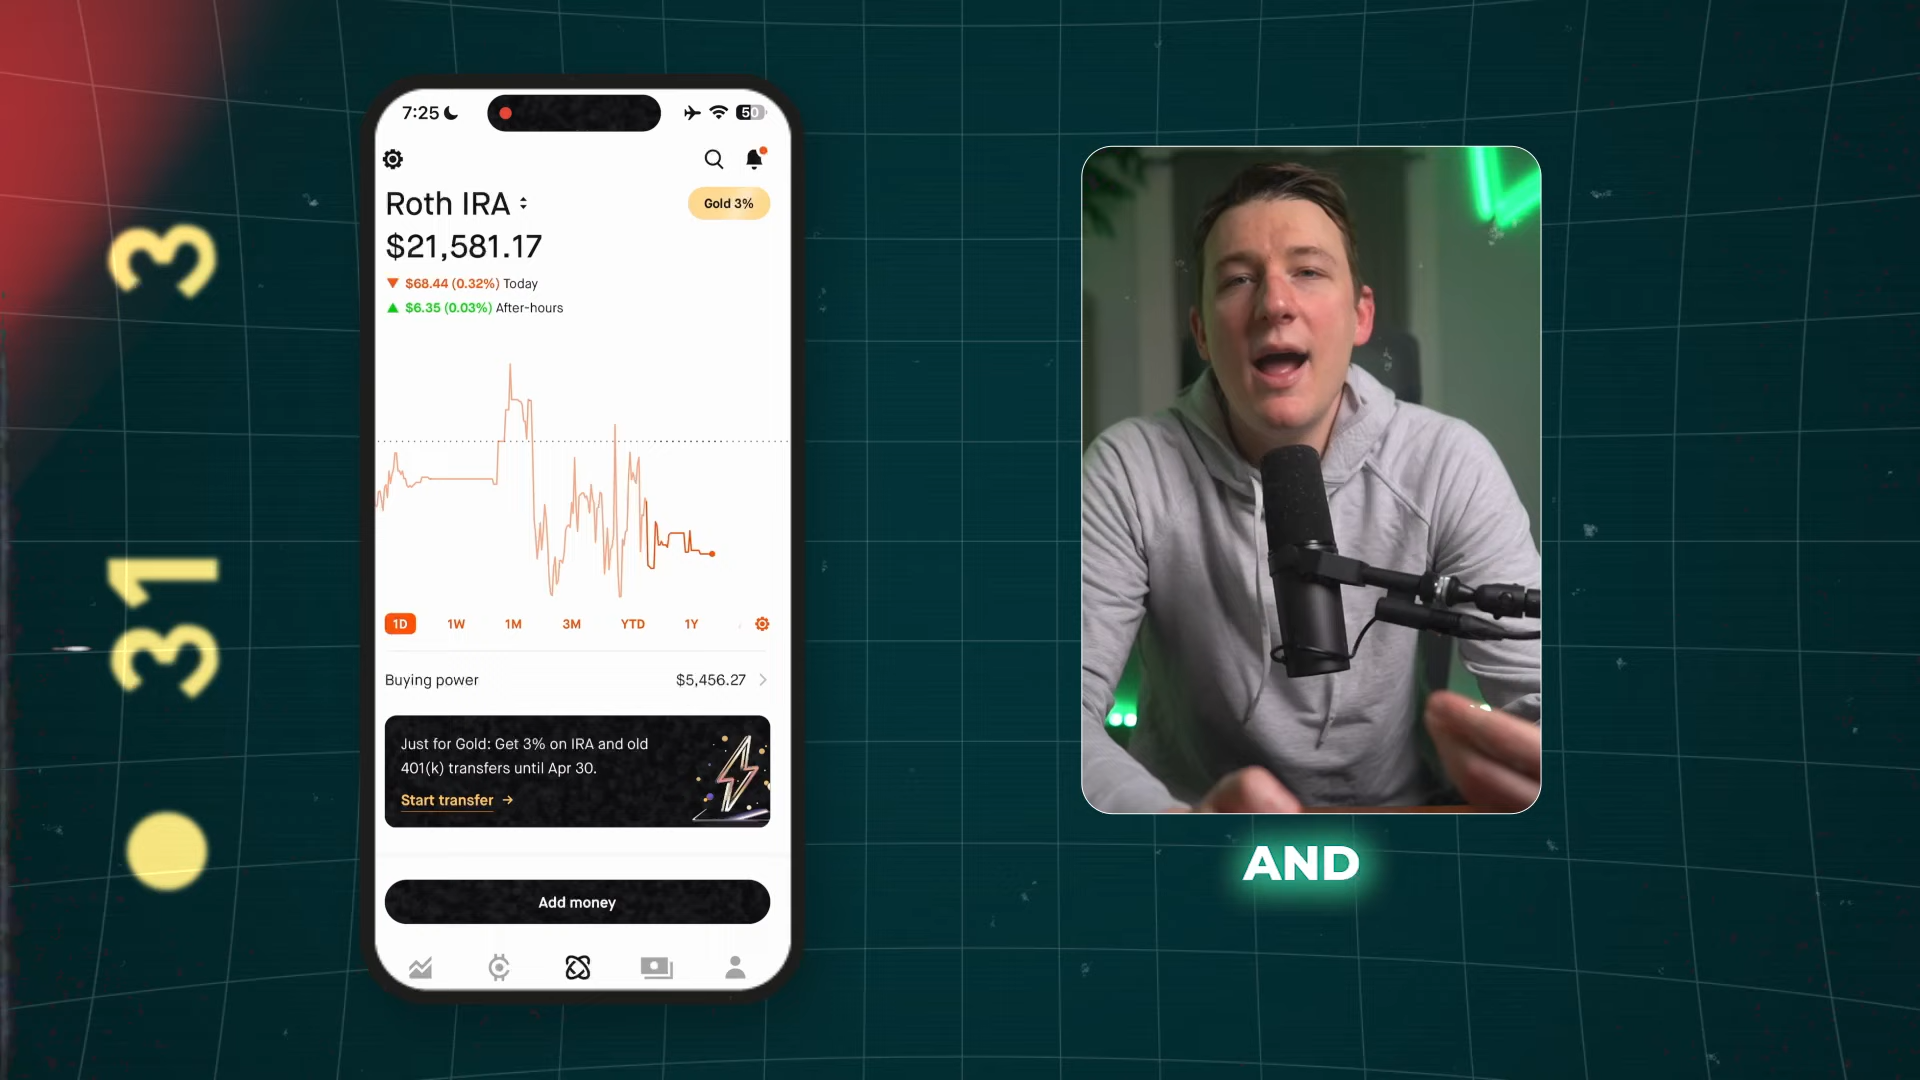 3
31
7:25
50
Roth IRA
Gold 3%
$21,581.17
$68.44 (0.32%) Today
$6.35 (0.03%) After-hours
1D 1W 1M 3M YTD 1Y
Buying power $5,456.27
Just for Gold: Get 3% on IRA and old
401(k) transfers until Apr 30.
Start transfer →
Add money
AND